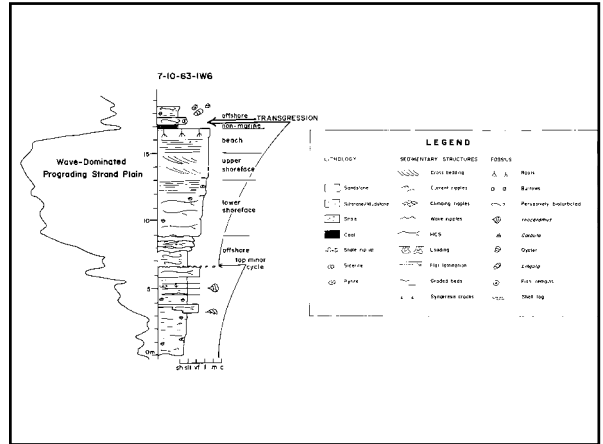 7-10-63-1W6
offshore
TRANSGRESSION
non-marine
beach
Wave-Dominated
Prograding Strand Plain
15
upper
shoreface
lower
shoreface
10
offshore
top minor
cycle
5
0m
sh slt vf f m c
LEGEND
LITHOLOGY SEDIMENTARY STRUCTURES FOSSILS
Cross bedding Roots
Sandstone Current ripples Burrows
Siltstone/Mudstone Climbing ripples Pervasively bioturbated
Shale Wave ripples Inoceramus
Coal HCS Cardium
Shale rip up Loading Oyster
Siderite Flat lamination Lingula
Pyrite Graded beds Fish remains
Syneresis cracks Shell lag